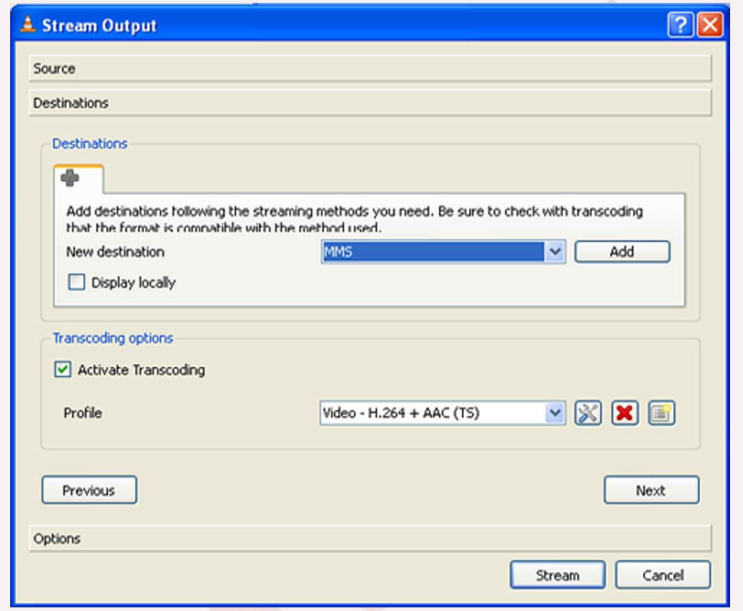 Stream Output
Source
Destinations
Destinations
Add destinations following the streaming methods you need. Be sure to check with transcoding
that the format is compatible with the method used.
New destination MMS Add
Display locally
Transcoding options
Activate Transcoding
Profile Video - H.264 + AAC (TS)
Previous Next
Options
Stream Cancel